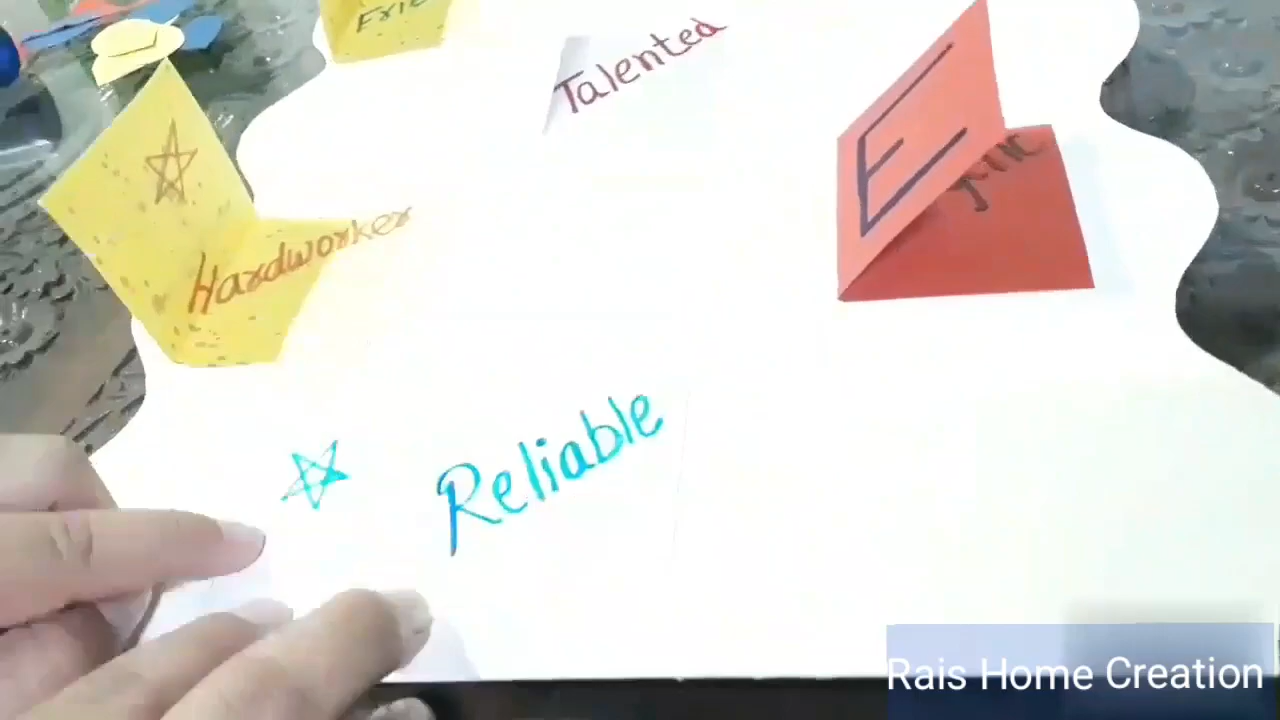 Talented
E
Hardworker
Reliable
Rais Home Creation